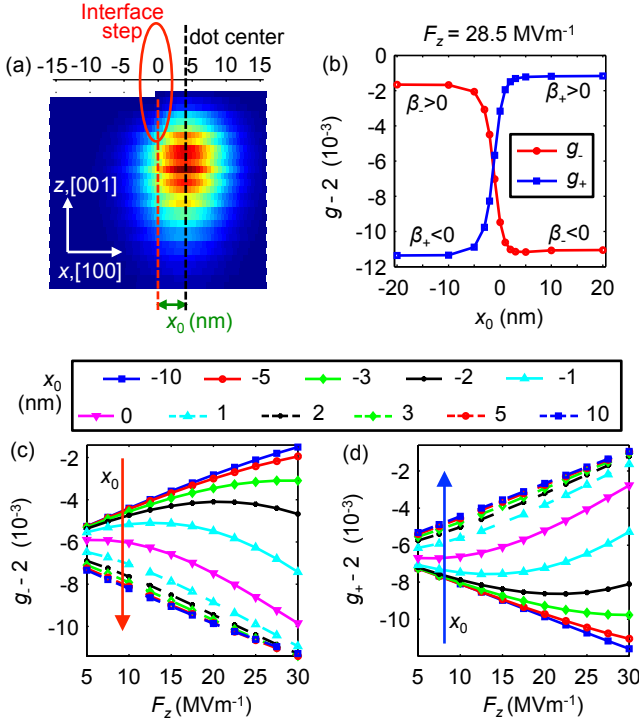 Interface
step
dot center
(a)
-15 -10 -5 0 5 10 15
z,[001]
x,[100]
x₀ (nm)
F_z = 28.5 MVm⁻¹
(b)
0
-2
-4
-6
-8
-10
-12
g - 2 (10⁻³)
β₋>0
β₊>0
g₋
g₊
β₊<0
β₋<0
-20 -10 0 10 20
x₀ (nm)
x₀
(nm)
-10 -5 -3 -2 -1
0 1 2 3 5 10
(c)
-2
-4
-6
-8
-10
g₋ - 2 (10⁻³)
x₀
5 10 15 20 25 30
F_z (MVm⁻¹)
(d)
-2
-4
-6
-8
-10
g₊ - 2 (10⁻³)
x₀
5 10 15 20 25 30
F_z (MVm⁻¹)